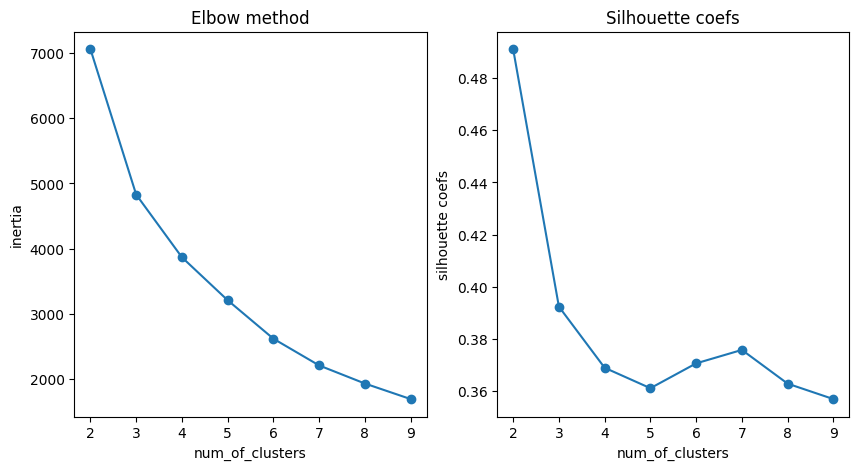 Elbow method
7000
6000
5000
4000
3000
2000
inertia
2 3 4 5 6 7 8 9
num_of_clusters
Silhouette coefs
0.48
0.46
0.44
0.42
0.40
0.38
0.36
silhouette coefs
2 3 4 5 6 7 8 9
num_of_clusters